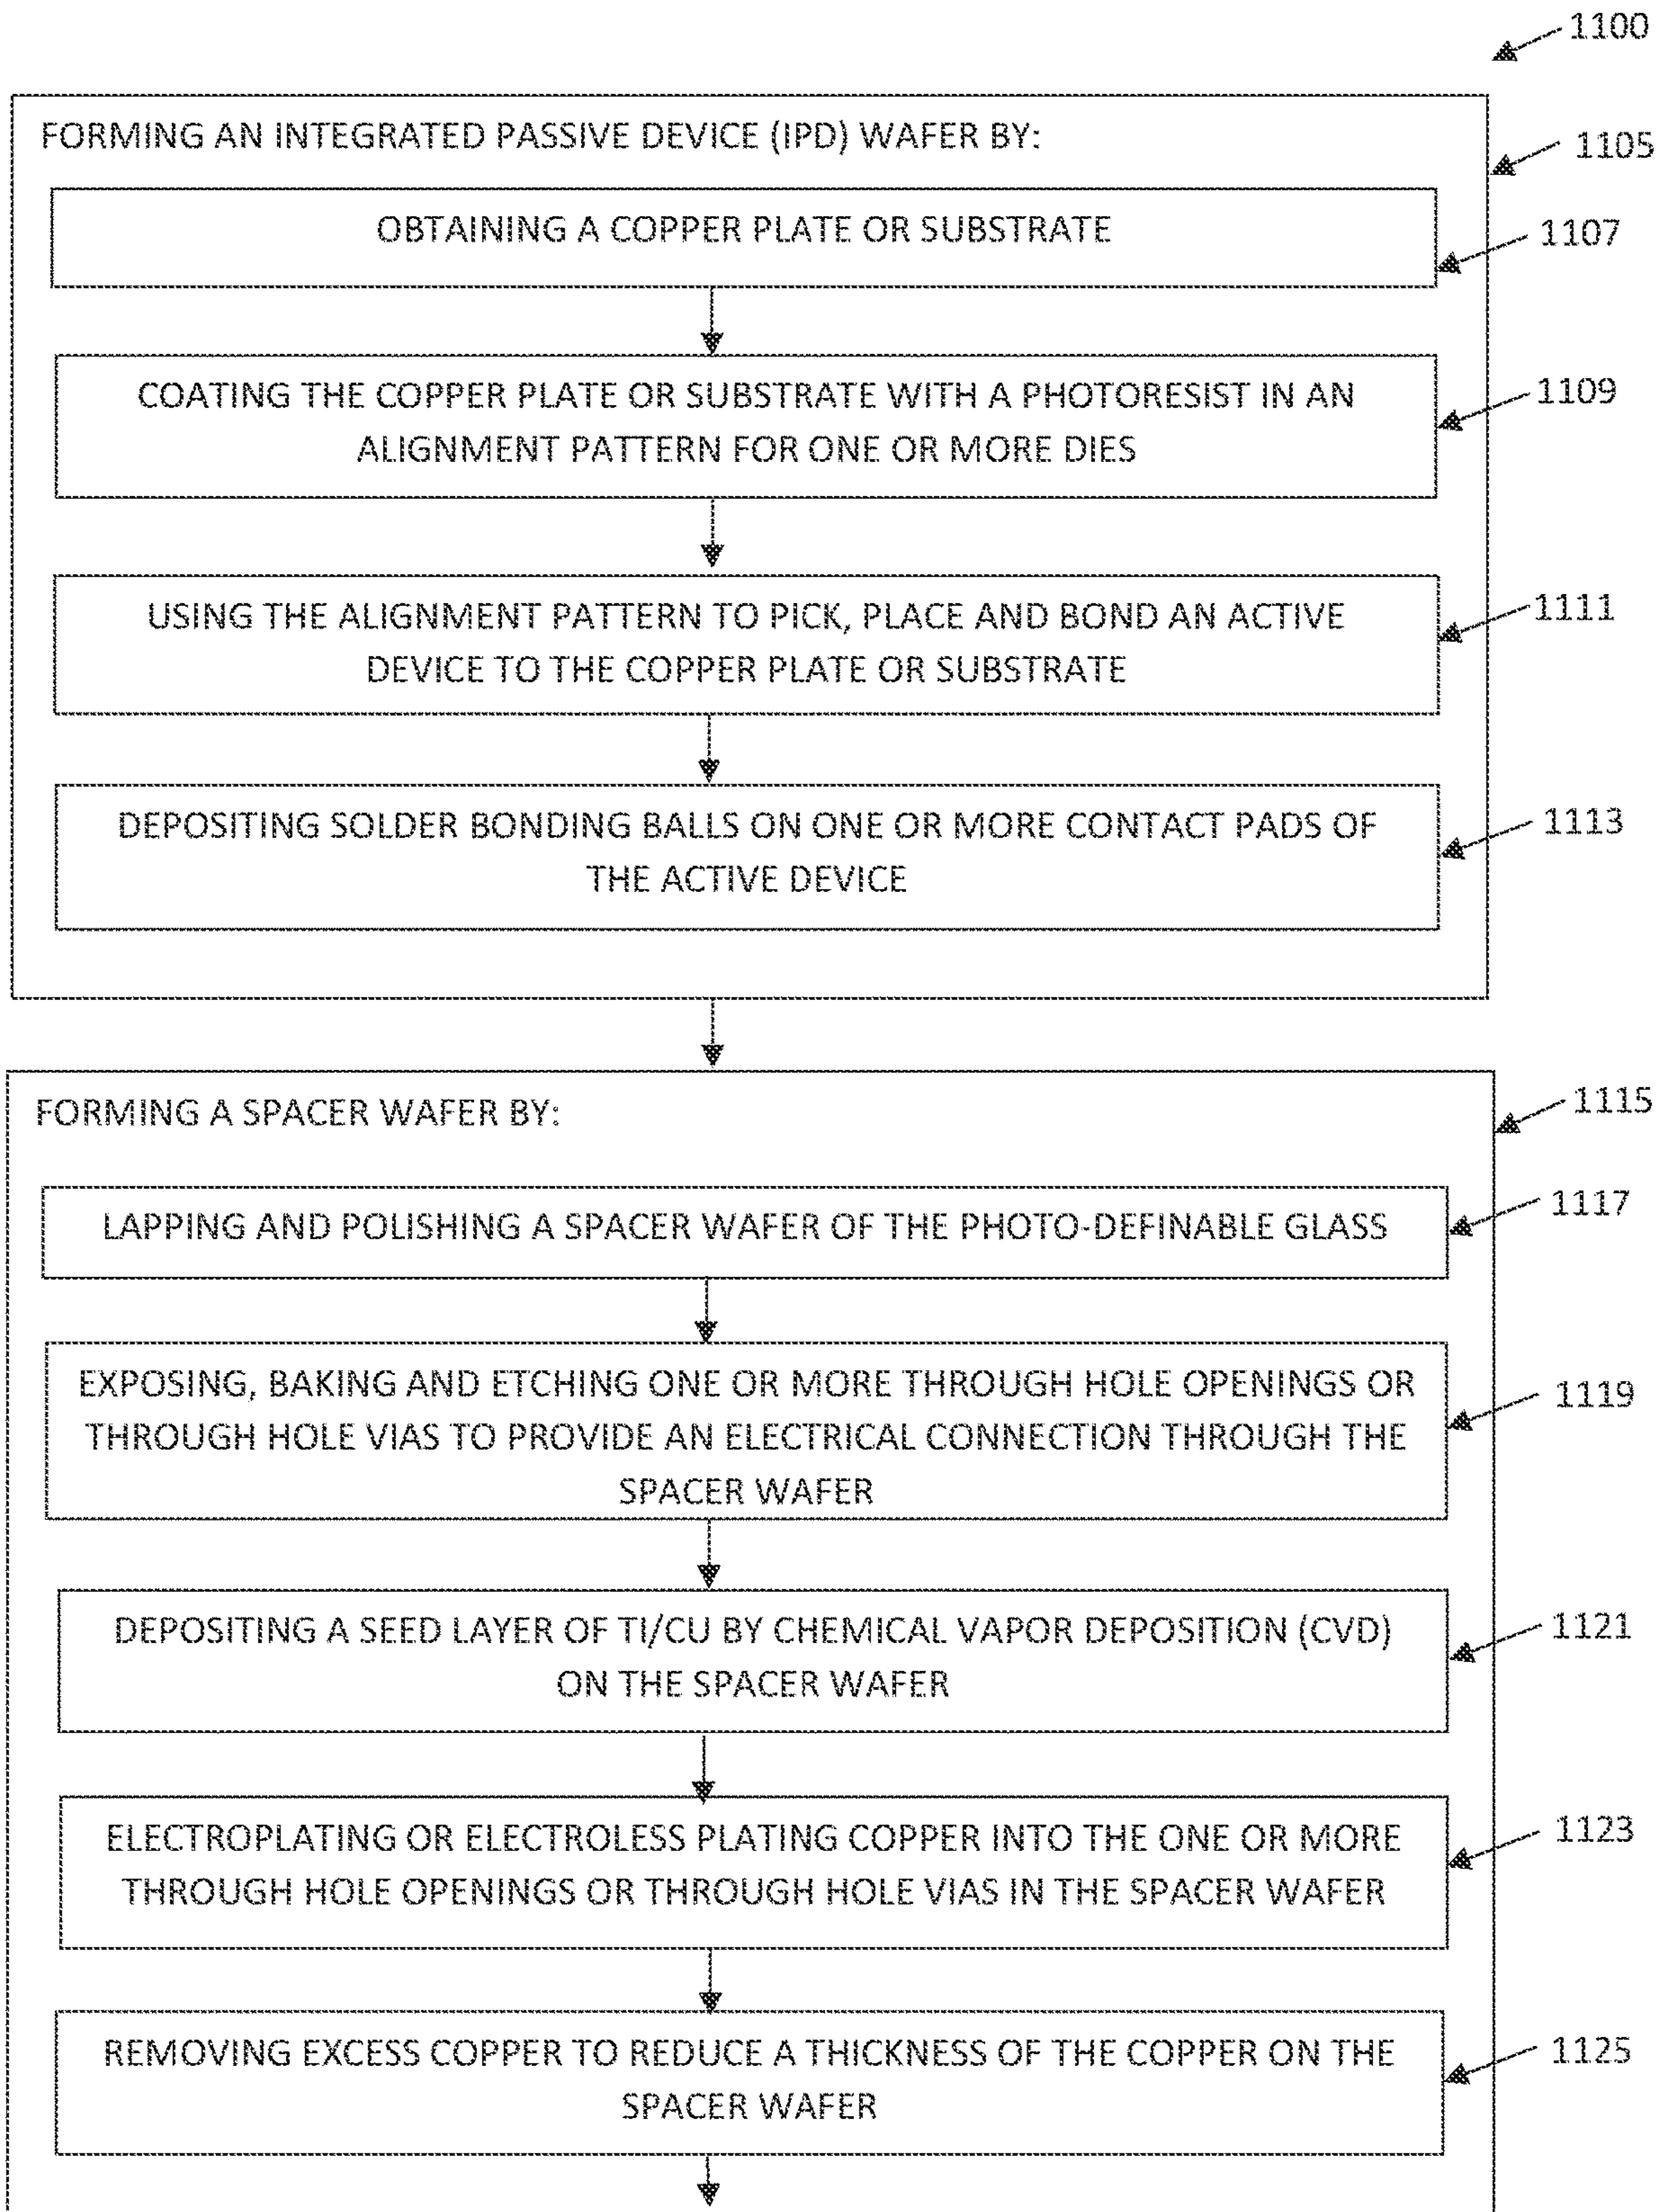 1100
FORMING AN INTEGRATED PASSIVE DEVICE (IPD) WAFER BY:
1105
OBTAINING A COPPER PLATE OR SUBSTRATE
1107
COATING THE COPPER PLATE OR SUBSTRATE WITH A PHOTORESIST IN AN
ALIGNMENT PATTERN FOR ONE OR MORE DIES
1109
USING THE ALIGNMENT PATTERN TO PICK, PLACE AND BOND AN ACTIVE
DEVICE TO THE COPPER PLATE OR SUBSTRATE
1111
DEPOSITING SOLDER BONDING BALLS ON ONE OR MORE CONTACT PADS OF
THE ACTIVE DEVICE
1113
FORMING A SPACER WAFER BY:
1115
LAPPING AND POLISHING A SPACER WAFER OF THE PHOTO-DEFINABLE GLASS
1117
EXPOSING, BAKING AND ETCHING ONE OR MORE THROUGH HOLE OPENINGS OR
THROUGH HOLE VIAS TO PROVIDE AN ELECTRICAL CONNECTION THROUGH THE
SPACER WAFER
1119
DEPOSITING A SEED LAYER OF TI/CU BY CHEMICAL VAPOR DEPOSITION (CVD)
ON THE SPACER WAFER
1121
ELECTROPLATING OR ELECTROLESS PLATING COPPER INTO THE ONE OR MORE
THROUGH HOLE OPENINGS OR THROUGH HOLE VIAS IN THE SPACER WAFER
1123
REMOVING EXCESS COPPER TO REDUCE A THICKNESS OF THE COPPER ON THE
SPACER WAFER
1125